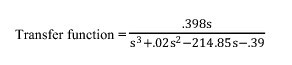 Transfer function = .398s / s³+.02s²−214.85s−.39